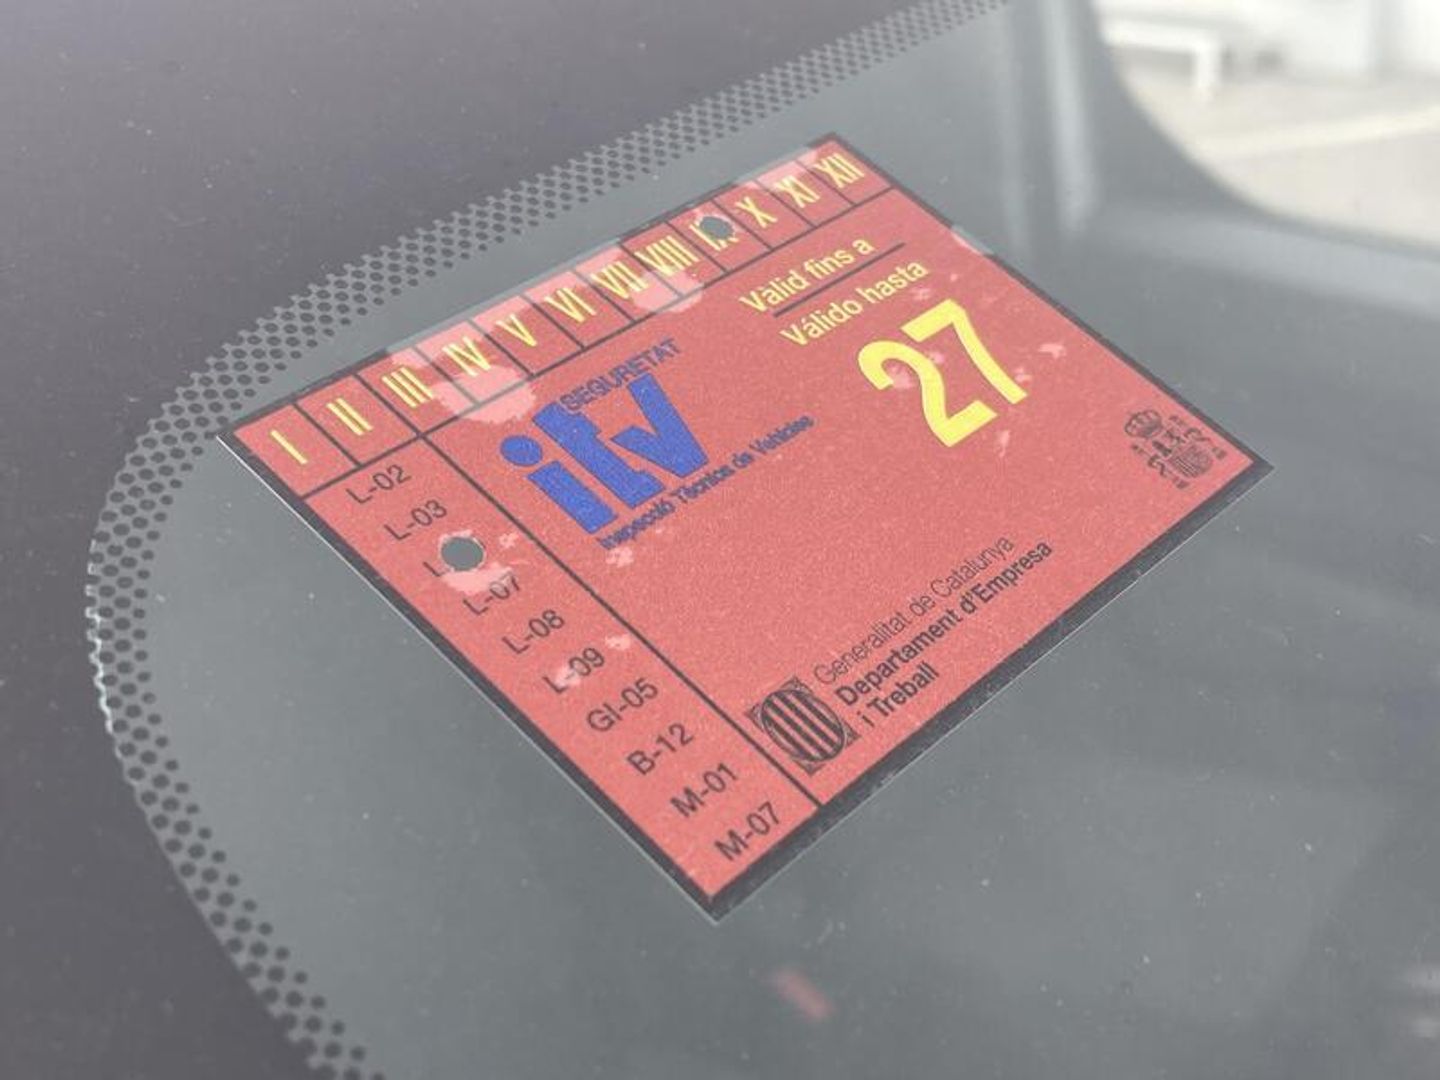 I II III IV V VI VII VIII IX X XI XII
Vàlid fins a
Válido hasta
27
SEGURETAT
itv
Inspecció Tècnica de Vehicles
L-02
L-03
L-07
L-08
L-09
GI-05
B-12
M-01
M-07
Generalitat de Catalunya
Departament d'Empresa
i Treball